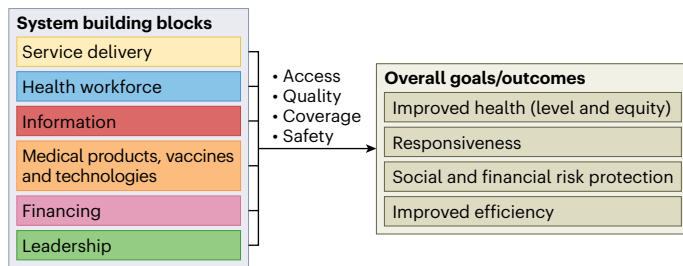 System building blocks
Service delivery
Health workforce
Information
Medical products, vaccines
and technologies
Financing
Leadership
• Access
• Quality
• Coverage
• Safety
Overall goals/outcomes
Improved health (level and equity)
Responsiveness
Social and financial risk protection
Improved efficiency